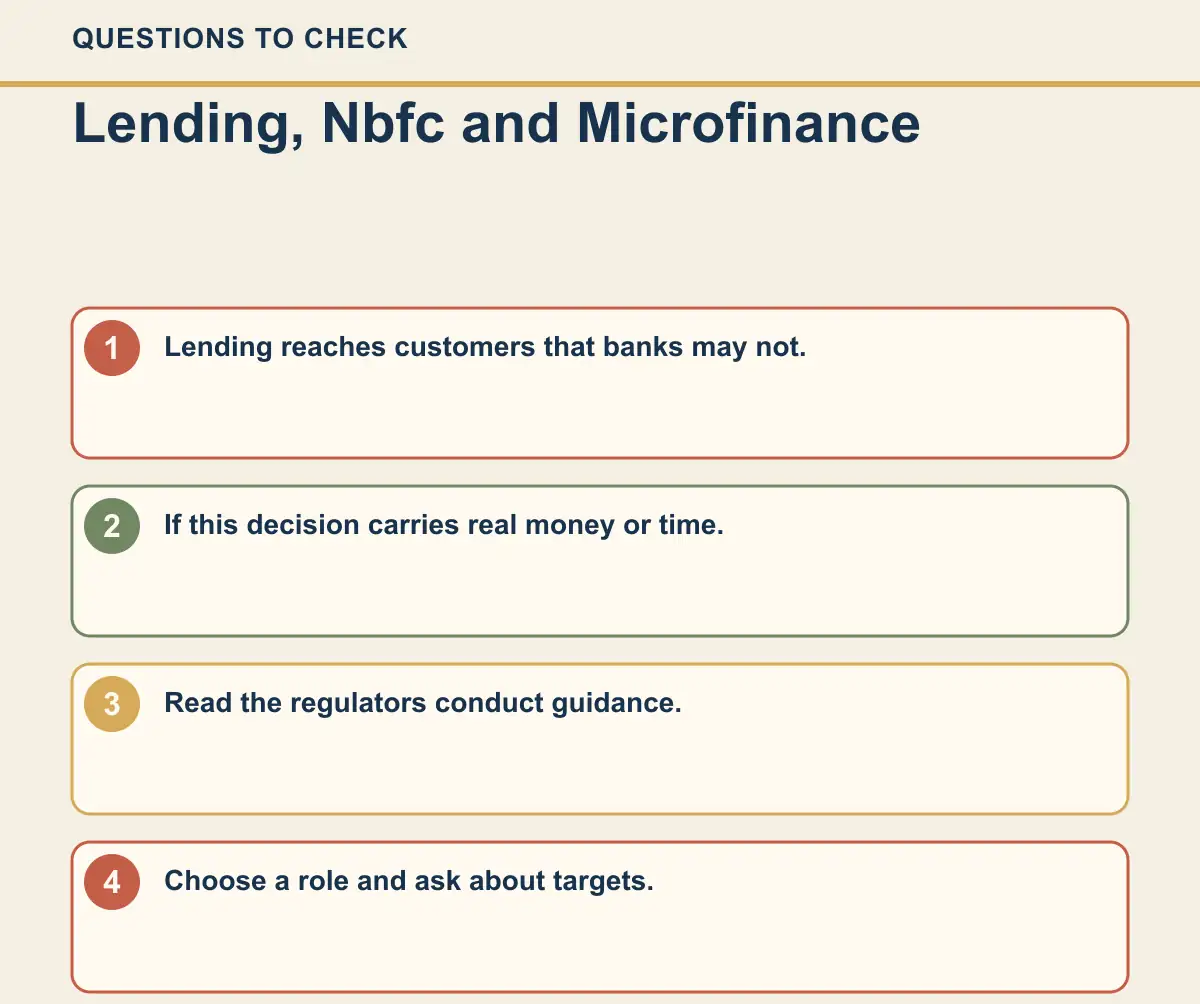 QUESTIONS TO CHECK
Lending, Nbfc and Microfinance
1 Lending reaches customers that banks may not.
2 If this decision carries real money or time.
3 Read the regulators conduct guidance.
4 Choose a role and ask about targets.